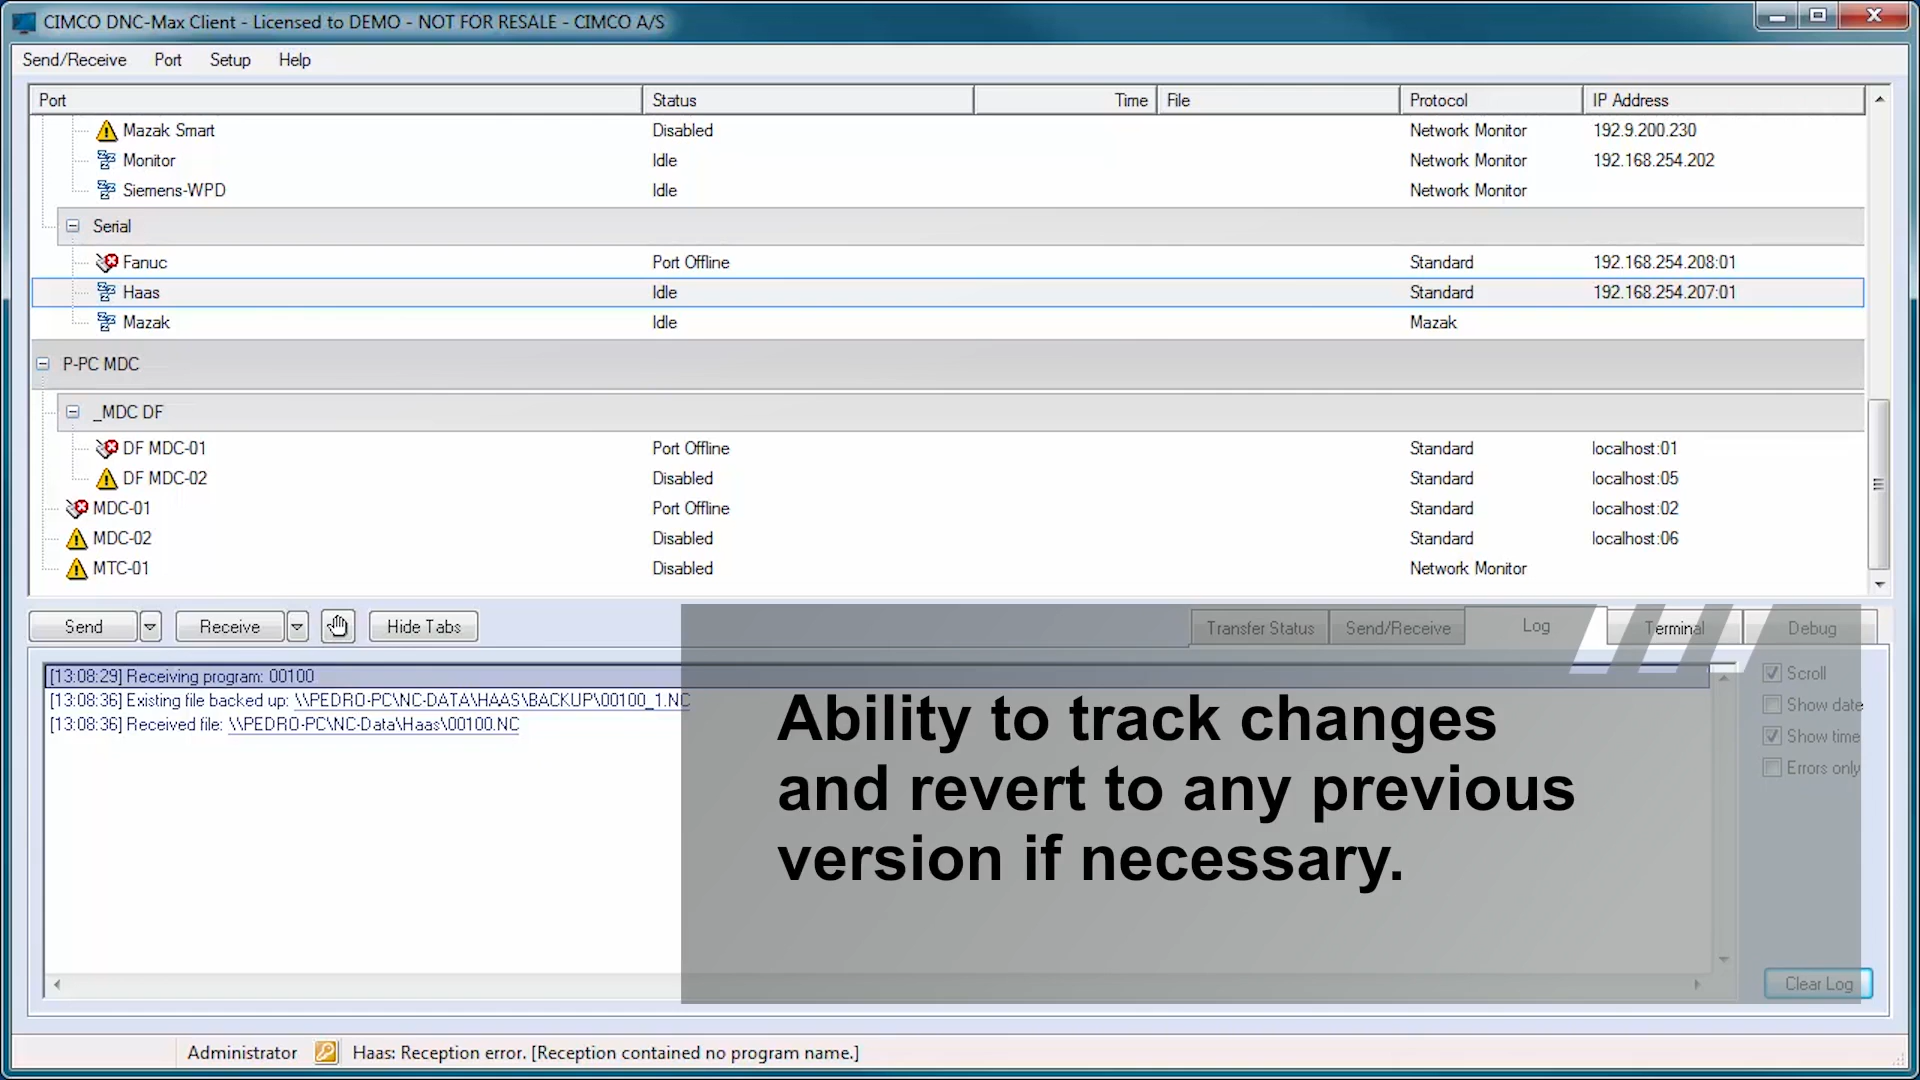 CIMCO DNC-Max Client - Licensed to DEMO - NOT FOR RESALE - CIMCO A/S
Send/Receive Port Setup Help
Port Status Time File Protocol IP Address
Mazak Smart Disabled Network Monitor 192.9.200.230
Monitor Idle Network Monitor 192.168.254.202
Siemens-WPD Idle Network Monitor
Serial
Fanuc Port Offline Standard 192.168.254.208:01
Haas Idle Standard 192.168.254.207:01
Mazak Idle Mazak
P-PC MDC
_MDC DF
DF MDC-01 Port Offline Standard localhost:01
DF MDC-02 Disabled Standard localhost:05
MDC-01 Port Offline Standard localhost:02
MDC-02 Disabled Standard localhost:06
MTC-01 Disabled Network Monitor
Send Receive Hide Tabs Transfer Status Send/Receive Log Terminal Debug
[13:08:29] Receiving program: 00100
[13:08:36] Existing file backed up: \\PEDRO-PC\NC-DATA\HAAS\BACKUP\00100_1.NC
[13:08:36] Received file: \\PEDRO-PC\NC-Data\Haas\00100.NC
Scroll
Show date
Show time
Errors only
Ability to track changes
and revert to any previous
version if necessary.
Clear Log
Administrator Haas: Reception error. [Reception contained no program name.]